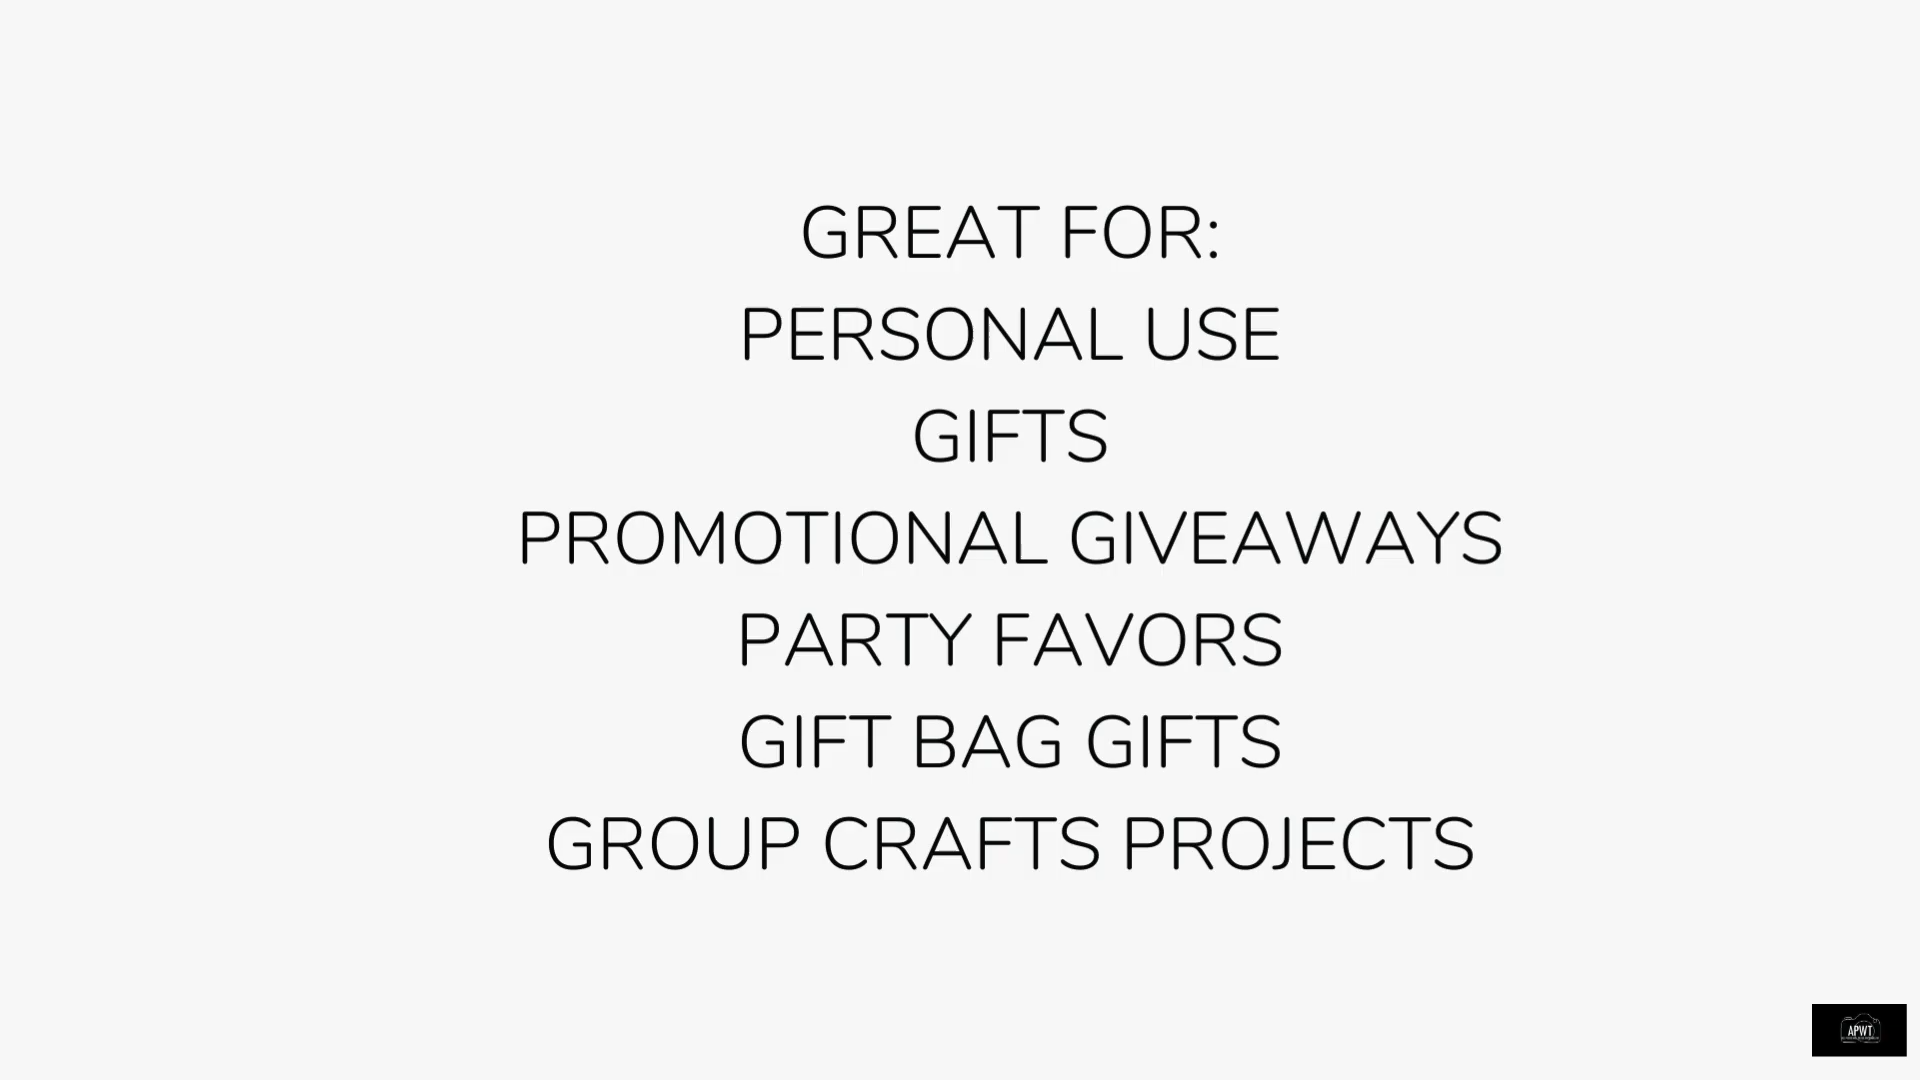 GREAT FOR:
PERSONAL USE
GIFTS
PROMOTIONAL GIVEAWAYS
PARTY FAVORS
GIFT BAG GIFTS
GROUP CRAFTS PROJECTS
APWT